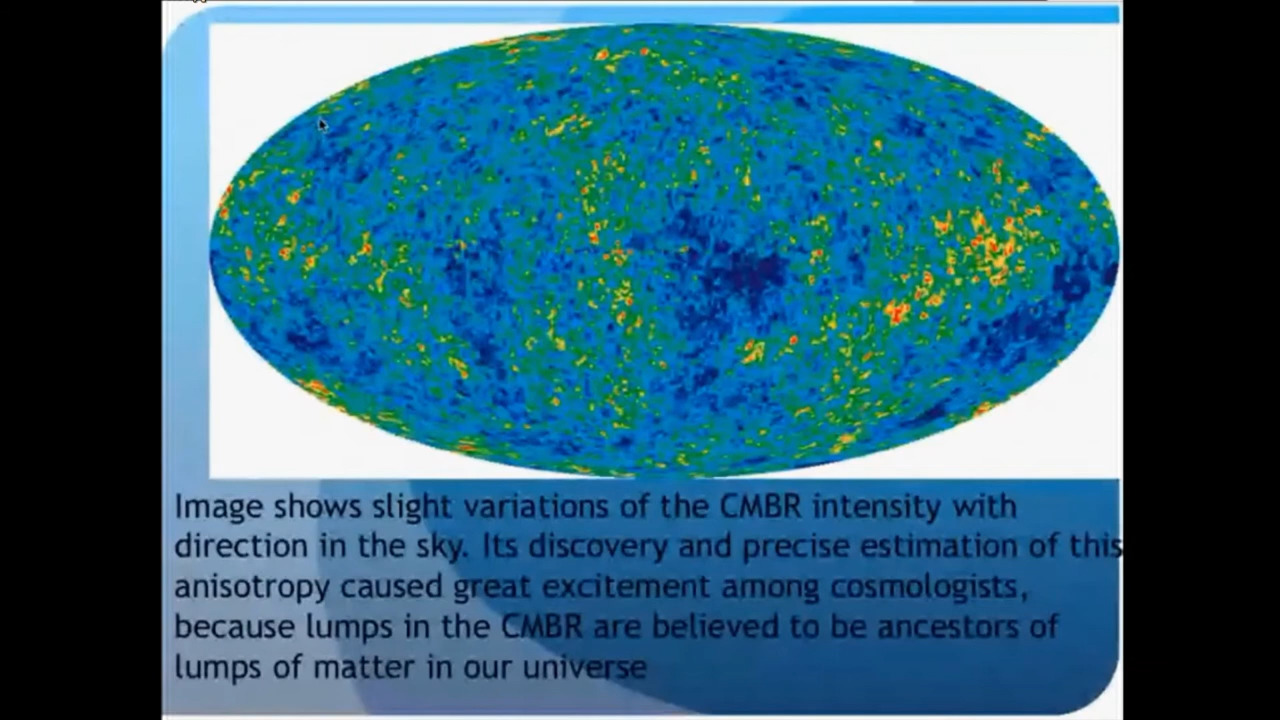 Image shows slight variations of the CMBR intensity with
direction in the sky. Its discovery and precise estimation of this
anisotropy caused great excitement among cosmologists,
because lumps in the CMBR are believed to be ancestors of
lumps of matter in our universe